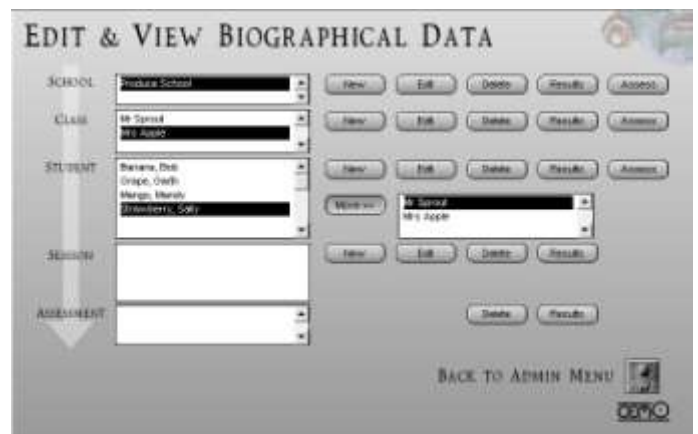 EDIT & VIEW BIOGRAPHICAL DATA
SCHOOL Produce School New Edit Delete Results Assess
CLASS Mr Sprout New Edit Delete Results Assess
Mrs Apple
STUDENT Banana, Bob New Edit Delete Results Assess
Grape, Garth
Mango, Mandy
Strawberry, Sally
Move >> Mr Sprout
Mrs Apple
SESSION New Edit Delete Results
ASSESSMENT Delete Results
BACK TO ADMIN MENU
DEMO